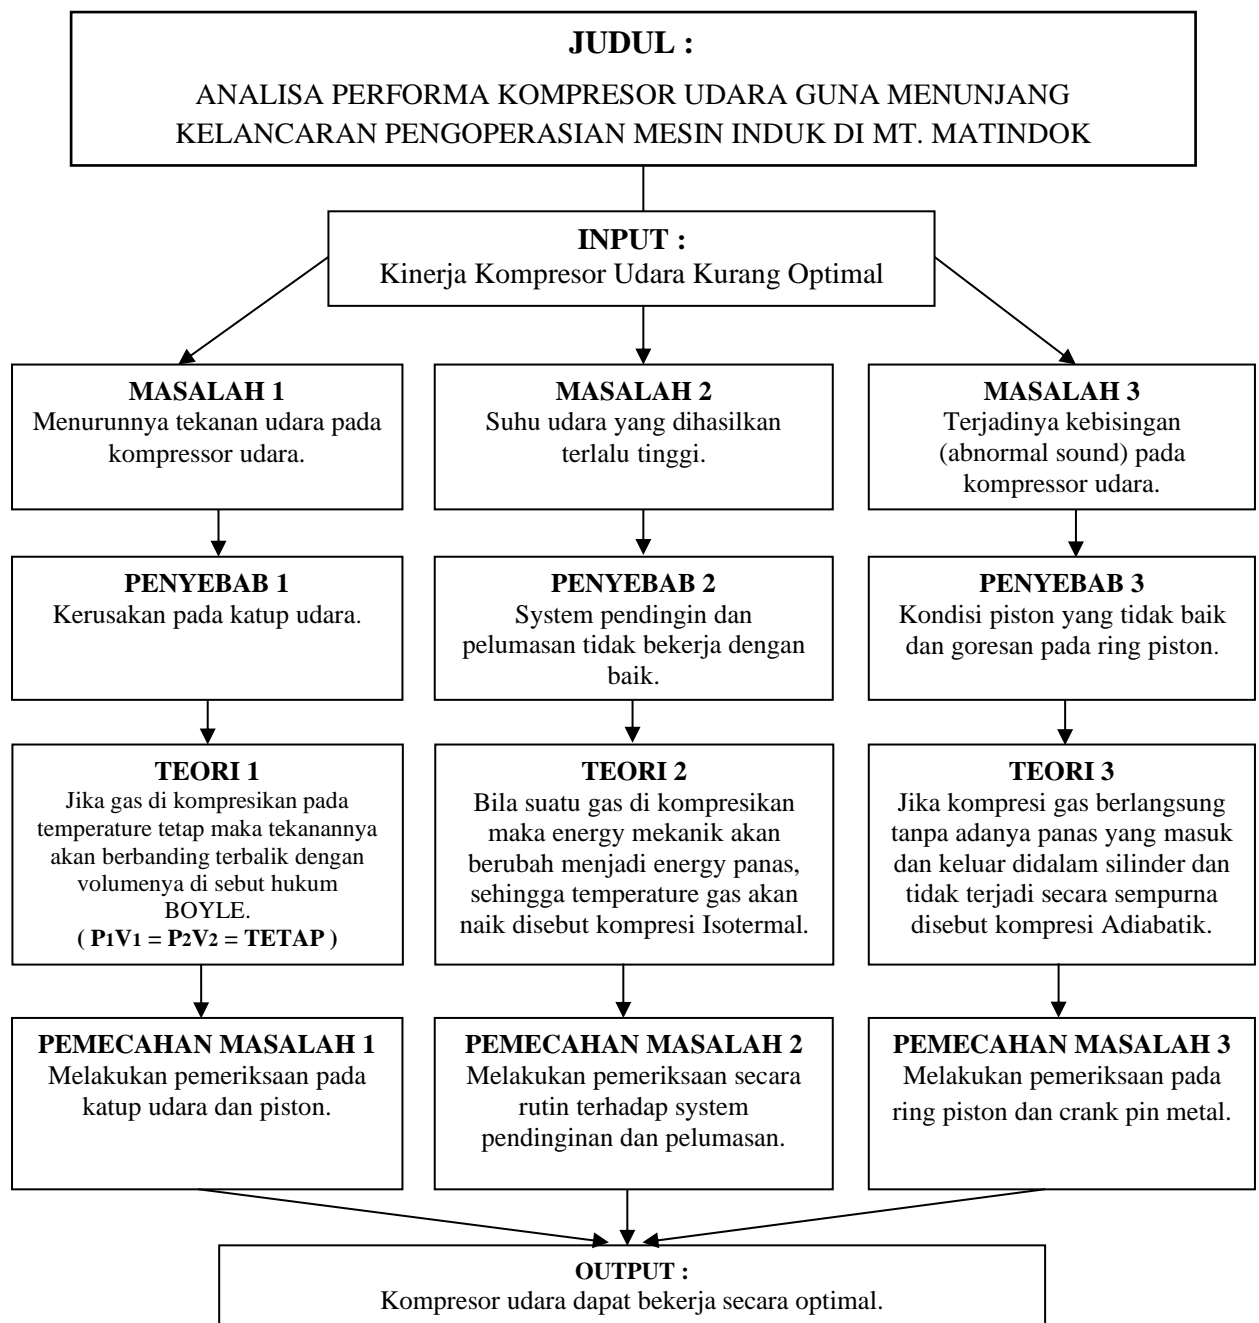 JUDUL :
ANALISA PERFORMA KOMPRESOR UDARA GUNA MENUNJANG
KELANCARAN PENGOPERASIAN MESIN INDUK DI MT. MATINDOK
INPUT :
Kinerja Kompresor Udara Kurang Optimal
MASALAH 1
Menurunnya tekanan udara pada
kompressor udara.
MASALAH 2
Suhu udara yang dihasilkan
terlalu tinggi.
MASALAH 3
Terjadinya kebisingan
(abnormal sound) pada
kompressor udara.
PENYEBAB 1
Kerusakan pada katup udara.
PENYEBAB 2
System pendingin dan
pelumasan tidak bekerja dengan
baik.
PENYEBAB 3
Kondisi piston yang tidak baik
dan goresan pada ring piston.
TEORI 1
Jika gas di kompresikan pada
temperature tetap maka tekanannya
akan berbanding terbalik dengan
volumenya di sebut hukum
BOYLE.
( P1V1 = P2V2 = TETAP )
TEORI 2
Bila suatu gas di kompresikan
maka energy mekanik akan
berubah menjadi energy panas,
sehingga temperature gas akan
naik disebut kompresi Isotermal.
TEORI 3
Jika kompresi gas berlangsung
tanpa adanya panas yang masuk
dan keluar didalam silinder dan
tidak terjadi secara sempurna
disebut kompresi Adiabatik.
PEMECAHAN MASALAH 1
Melakukan pemeriksaan pada
katup udara dan piston.
PEMECAHAN MASALAH 2
Melakukan pemeriksaan secara
rutin terhadap system
pendinginan dan pelumasan.
PEMECAHAN MASALAH 3
Melakukan pemeriksaan pada
ring piston dan crank pin metal.
OUTPUT :
Kompresor udara dapat bekerja secara optimal.